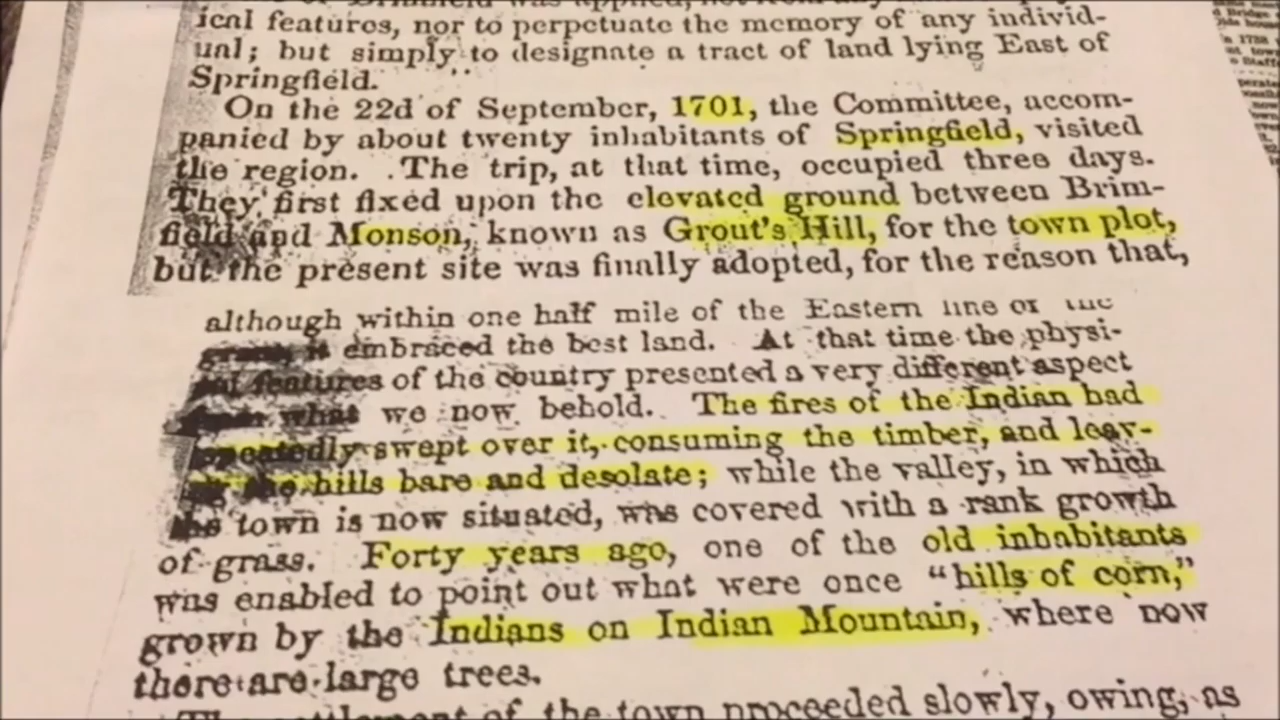 ical features, nor to perpetuate the memory of any individ-
ual; but simply to designate a tract of land lying East of
Springfield.
On the 22d of September, 1701, the Committee, accom-
panied by about twenty inhabitants of Springfield, visited
the region. The trip, at that time, occupied three days.
They first fixed upon the elevated ground between Brim-
field and Monson, known as Grout's Hill, for the town plot,
but the present site was finally adopted, for the reason that,
although within one half mile of the Eastern line of the
embraced the best land. At that time the physi-
features of the country presented a very different aspect
what we now behold. The fires of the Indian had
repeatedly swept over it, consuming the timber, and leav-
the hills bare and desolate; while the valley, in which
the town is now situated, was covered with a rank growth
of grass. Forty years ago, one of the old inhabitants
was enabled to point out what were once "hills of corn,"
grown by the Indians on Indian Mountain, where now
there are large trees.
The settlement of the town proceeded slowly, owing, as